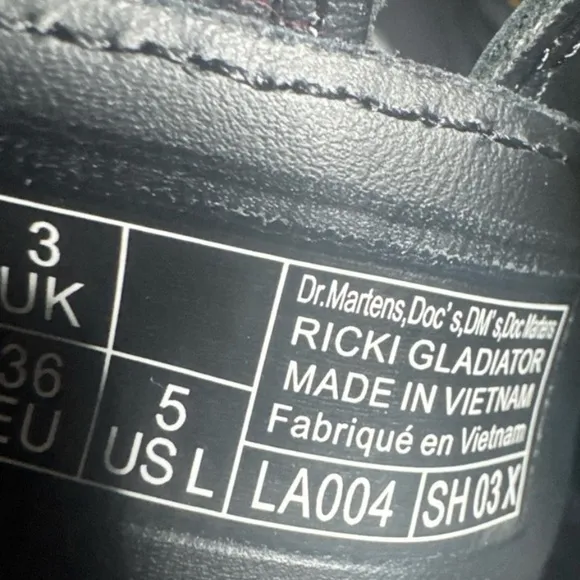 3
UK
36
EU
5
US L
Dr.Martens,Doc's,DM's,Doc Martens
RICKI GLADIATOR
MADE IN VIETNAM
Fabriqué en Vietnam
LA004
SH 03 X